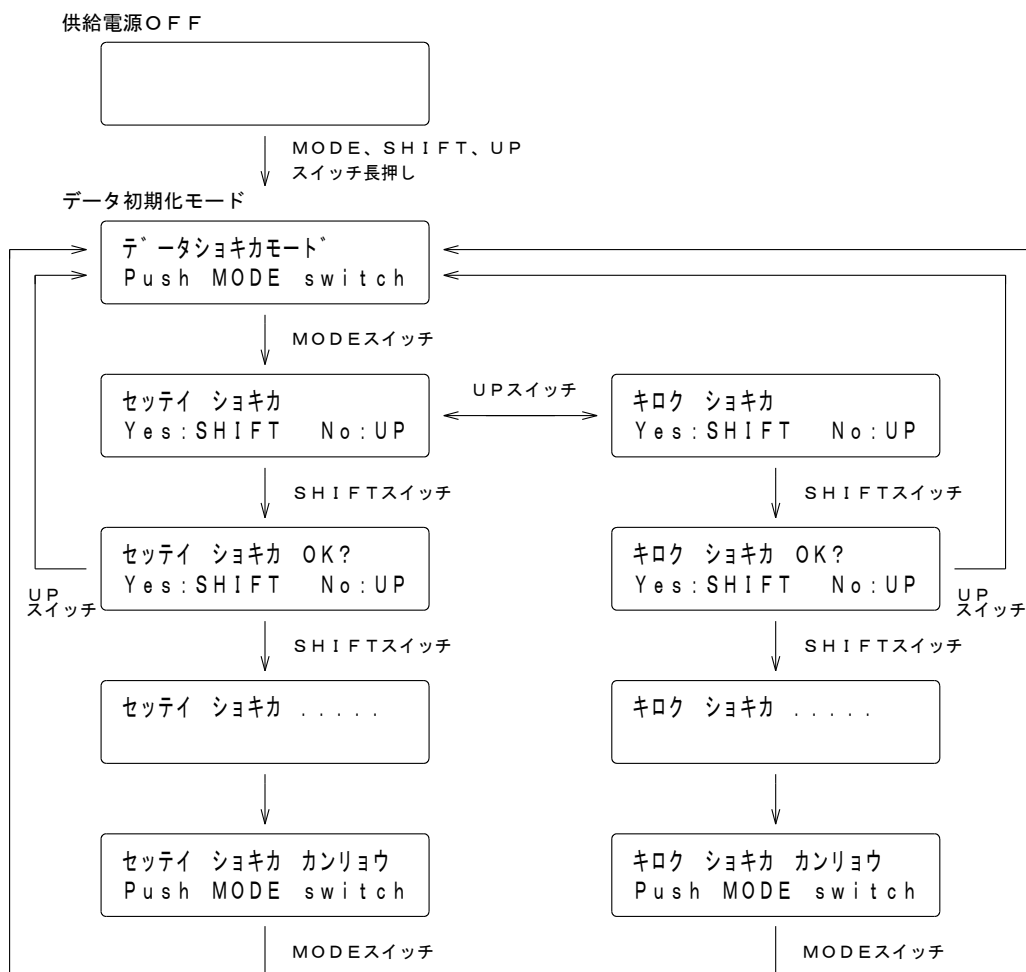 供給電源ＯＦＦ
ＭＯＤＥ、ＳＨＩＦＴ、ＵＰ
スイッチ長押し
データ初期化モード
デ－タショキカモ－ド
Ｐｕｓｈ ＭＯＤＥ ｓｗｉｔｃｈ
ＭＯＤＥスイッチ
セッテイ ショキカ
Ｙｅｓ：ＳＨＩＦＴ Ｎｏ：ＵＰ
ＵＰスイッチ
キロク ショキカ
Ｙｅｓ：ＳＨＩＦＴ Ｎｏ：ＵＰ
ＳＨＩＦＴスイッチ
ＳＨＩＦＴスイッチ
セッテイ ショキカ ＯＫ？
Ｙｅｓ：ＳＨＩＦＴ Ｎｏ：ＵＰ
キロク ショキカ ＯＫ？
Ｙｅｓ：ＳＨＩＦＴ Ｎｏ：ＵＰ
ＵＰ
スイッチ
ＵＰ
スイッチ
ＳＨＩＦＴスイッチ
ＳＨＩＦＴスイッチ
セッテイ ショキカ ．．．．．
キロク ショキカ ．．．．．
セッテイ ショキカ カンリョウ
Ｐｕｓｈ ＭＯＤＥ ｓｗｉｔｃｈ
キロク ショキカ カンリョウ
Ｐｕｓｈ ＭＯＤＥ ｓｗｉｔｃｈ
ＭＯＤＥスイッチ
ＭＯＤＥスイッチ